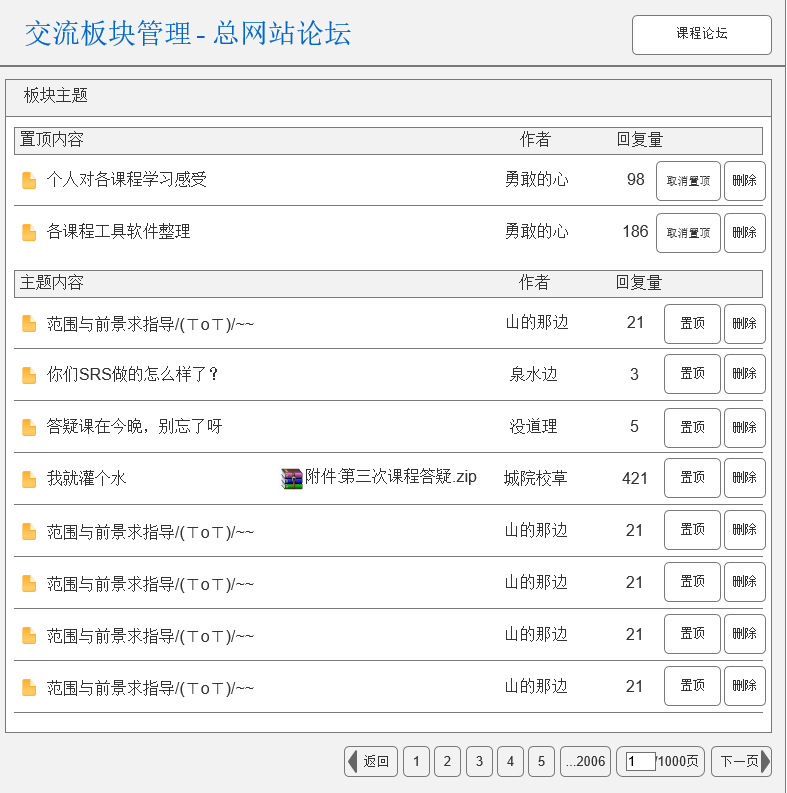 交流板块管理 - 总网站论坛 课程论坛
板块主题
置顶内容 作者 回复量
个人对各课程学习感受 勇敢的心 98 取消置顶 删除
各课程工具软件整理 勇敢的心 186 取消置顶 删除
主题内容 作者 回复量
范围与前景求指导/(ㄒoㄒ)/~~ 山的那边 21 置顶 删除
你们SRS做的怎么样了？ 泉水边 3 置顶 删除
答疑课在今晚，别忘了呀 没道理 5 置顶 删除
我就灌个水 附件:第三次课程答疑.zip 城院校草 421 置顶 删除
范围与前景求指导/(ㄒoㄒ)/~~ 山的那边 21 置顶 删除
范围与前景求指导/(ㄒoㄒ)/~~ 山的那边 21 置顶 删除
范围与前景求指导/(ㄒoㄒ)/~~ 山的那边 21 置顶 删除
范围与前景求指导/(ㄒoㄒ)/~~ 山的那边 21 置顶 删除
返回 1 2 3 4 5 ...2006 1 /1000页 下一页